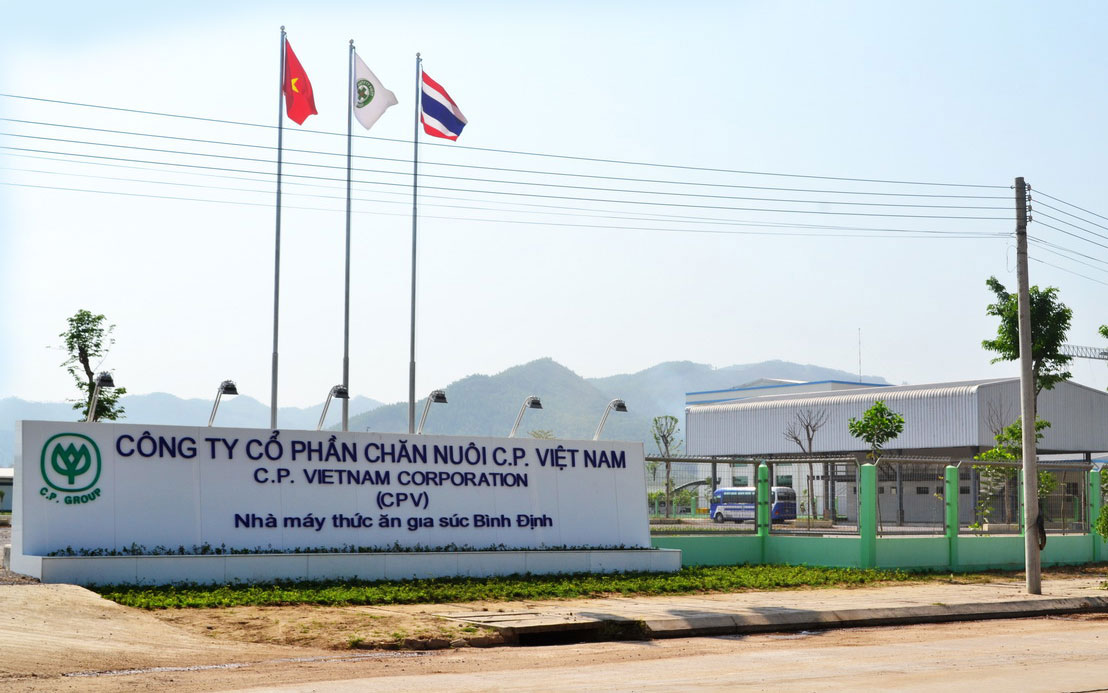 CÔNG TY CỔ PHẦN CHĂN NUÔI C.P. VIỆT NAM
C.P. VIETNAM CORPORATION
(CPV)
Nhà máy thức ăn gia súc Bình Định
C.P. GROUP